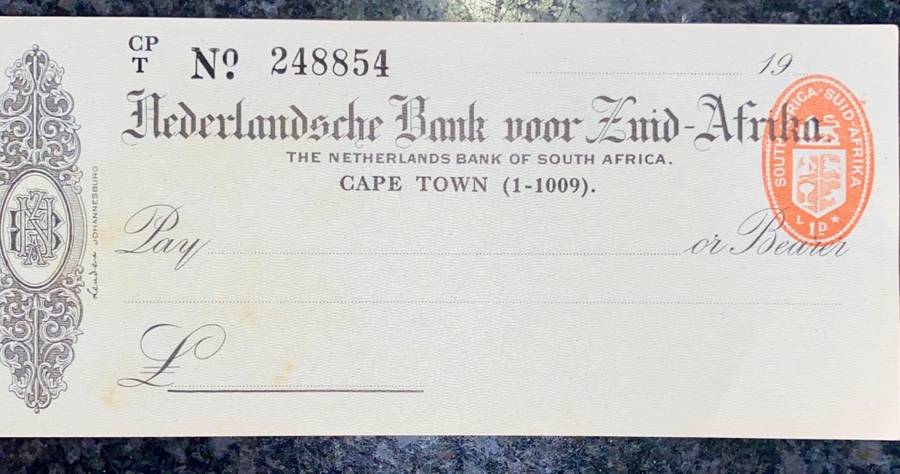 CP
T
No. 248854
19
Nederlandsche Bank voor Zuid-Afrika.
THE NETHERLANDS BANK OF SOUTH AFRICA.
CAPE TOWN (1-1009).
Pay or Bearer
£
SOUTH AFRICA·SUID-AFRIKA
1D
JOHANNESBURG